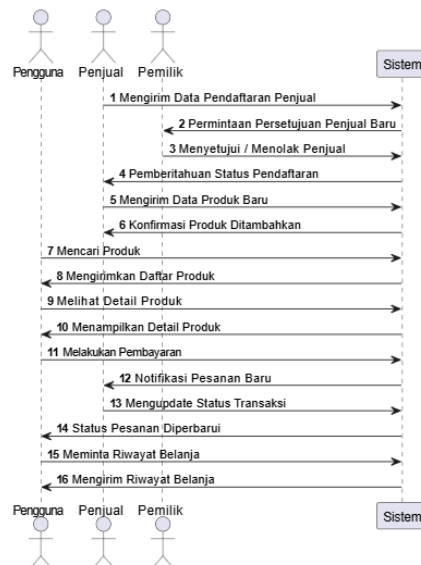 Pengguna Penjual Pemilik Sistem
1 Mengirim Data Pendaftaran Penjual
2 Permintaan Persetujuan Penjual Baru
3 Menyetujui / Menolak Penjual
4 Pemberitahuan Status Pendaftaran
5 Mengirim Data Produk Baru
6 Konfirmasi Produk Ditambahkan
7 Mencari Produk
8 Mengirimkan Daftar Produk
9 Melihat Detail Produk
10 Menampilkan Detail Produk
11 Melakukan Pembayaran
12 Notifikasi Pesanan Baru
13 Mengupdate Status Transaksi
14 Status Pesanan Diperbarui
15 Meminta Riwayat Belanja
16 Mengirim Riwayat Belanja
Pengguna Penjual Pemilik Sistem